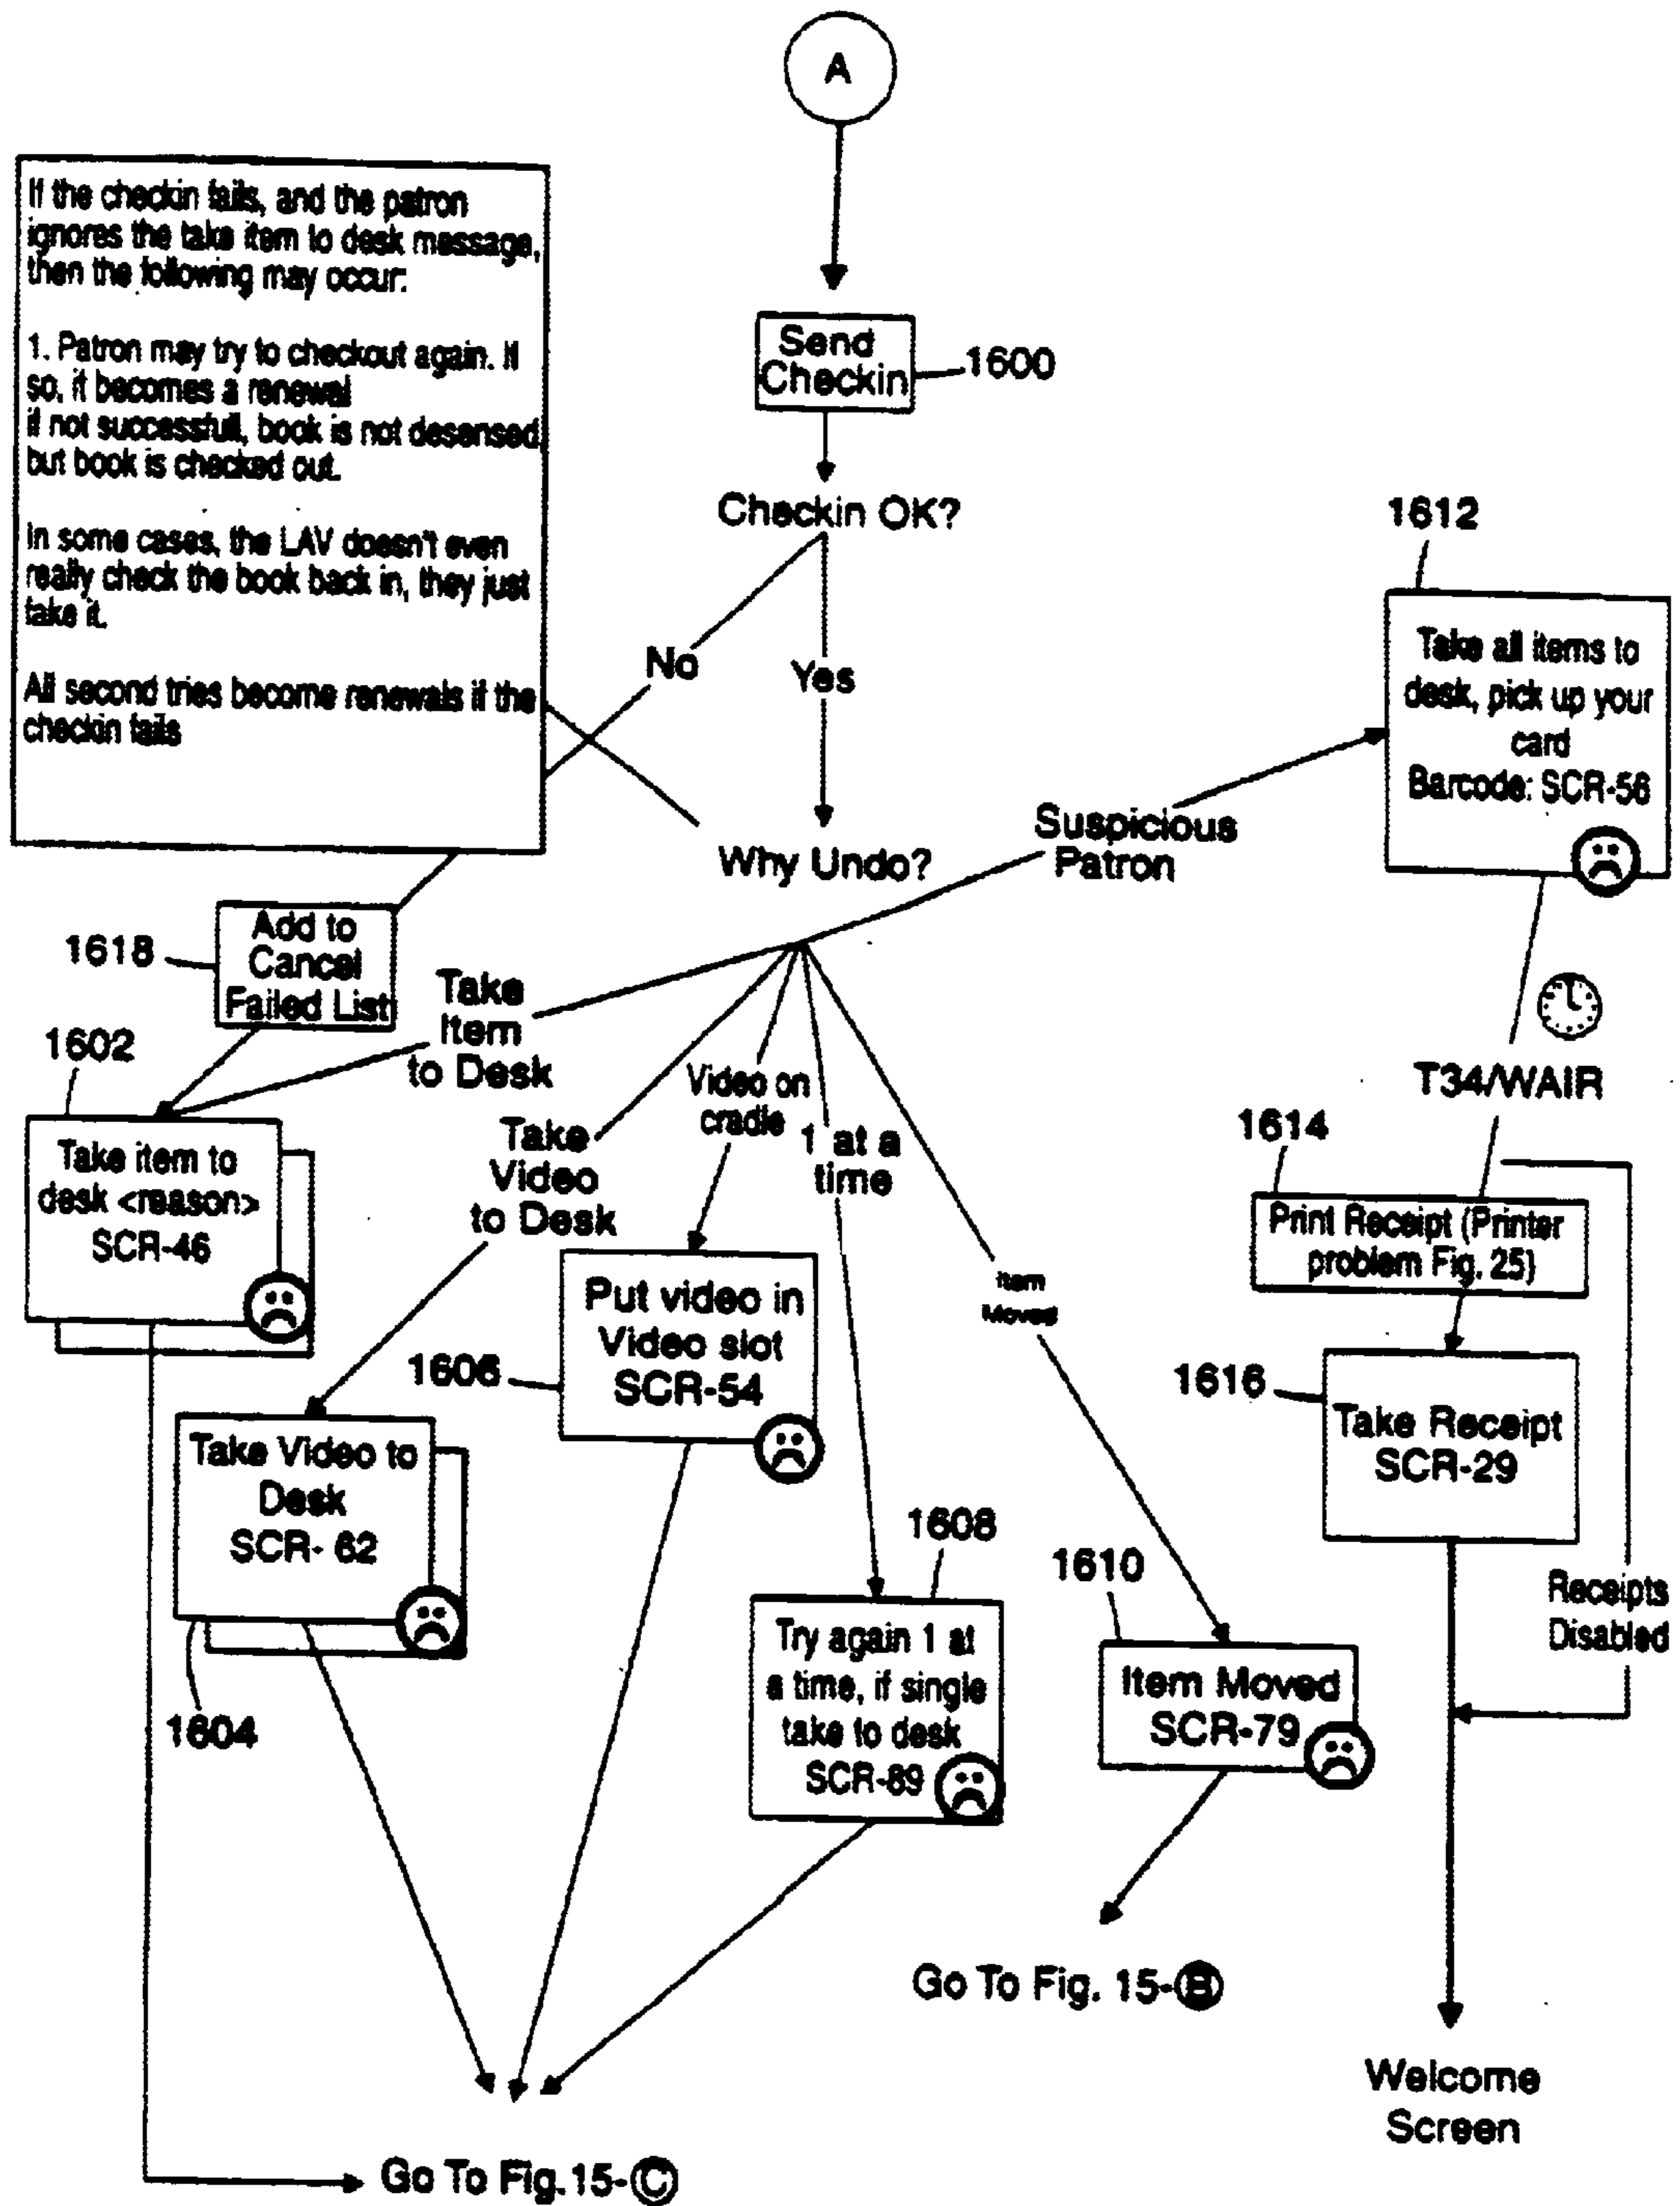 A
If the checkin fails, and the patron
ignores the take item to desk message,
then the following may occur:
1. Patron may try to checkout again. If
so, it becomes a renewal
if not successfull, book is not desensed
but book is checked out.
In some cases, the LAV doesn't even
really check the book back in, they just
take it.
All second tries become renewals if the
checkin fails
Send
Checkin
1600
Checkin OK?
No
Yes
Why Undo?
Suspicious
Patron
1612
Take all items to
desk, pick up your
card
Barcode: SCR-56
1618
Add to
Cancel
Failed List
Take
Item
to Desk
1602
Take item to
desk <reason>
SCR-46
Take
Video
to Desk
Video on
cradle
1 at a
time
Item
Moved
T34/WAIR
1614
Print Receipt (Printer
problem Fig. 25)
1606
Put video in
Video slot
SCR-54
1616
Take Receipt
SCR-29
Take Video to
Desk
SCR- 62
1604
1608
Try again 1 at
a time, if single
take to desk
SCR-89
1610
Item Moved
SCR-79
Receipts
Disabled
Go To Fig. 15-B
Welcome
Screen
Go To Fig.15-C